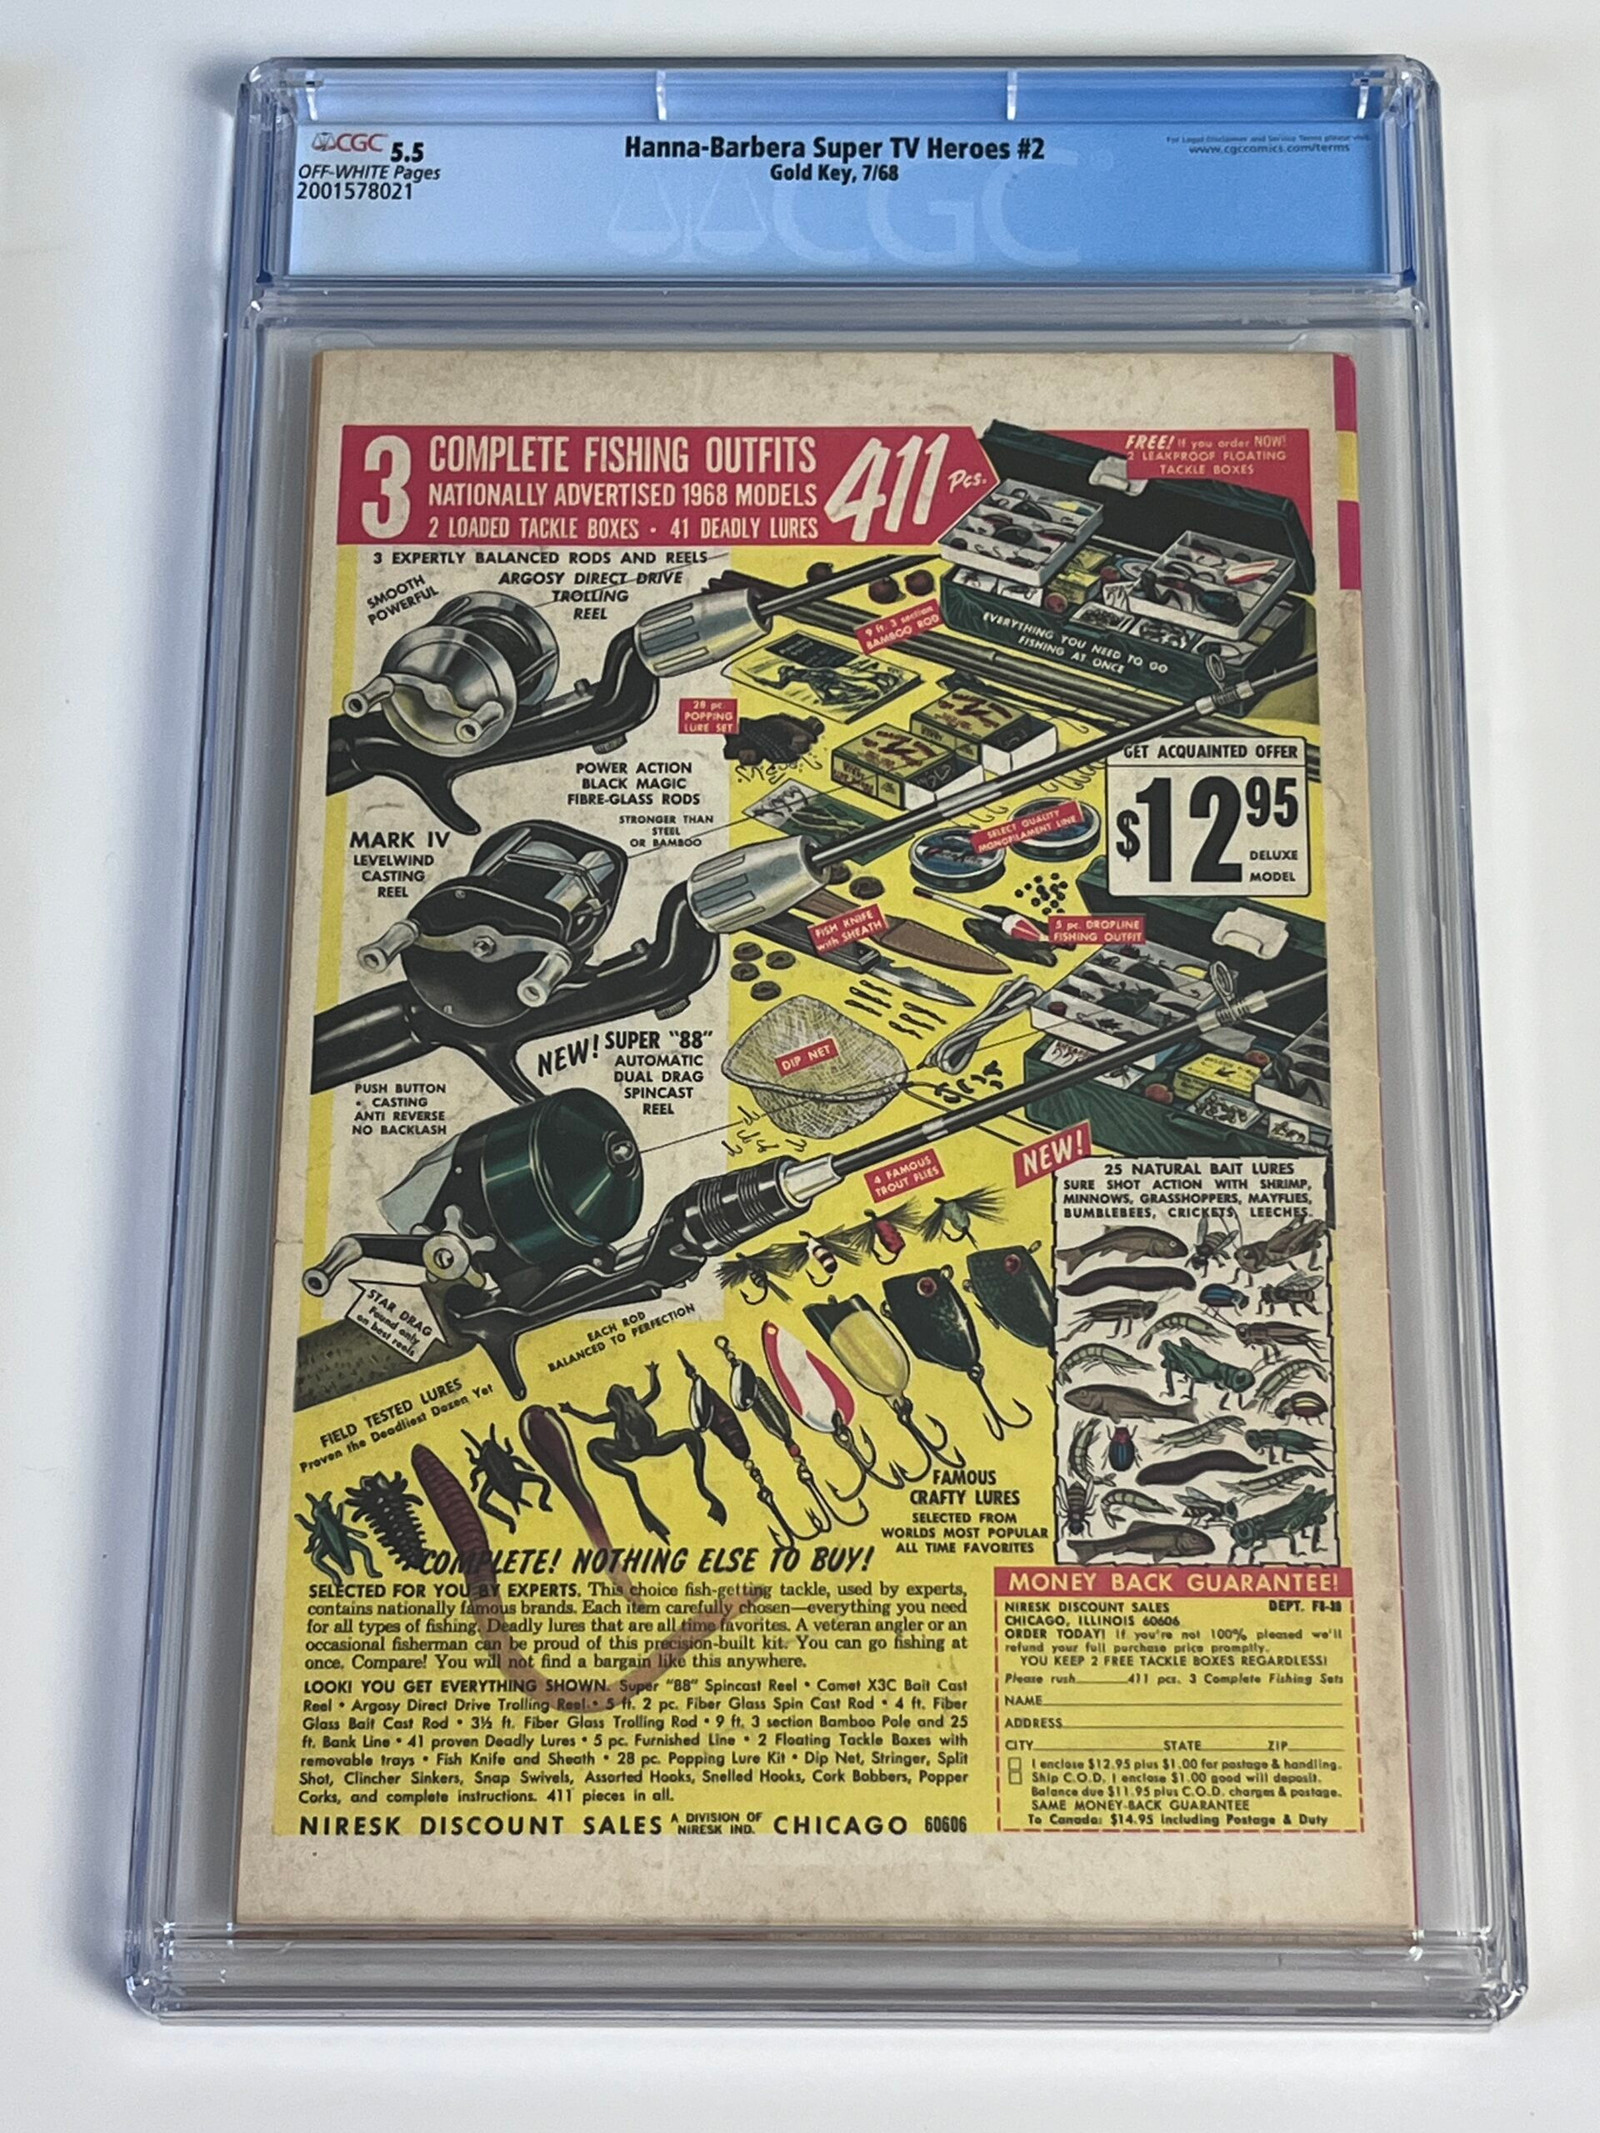 CGC 5.5
OFF-WHITE Pages
2001578021
Hanna-Barbera Super TV Heroes #2
Gold Key, 7/68
For Legal Disclaimer and Service Terms please visit
www.cgccomics.com/terms
CGC
3
COMPLETE FISHING OUTFITS
NATIONALLY ADVERTISED 1968 MODELS
2 LOADED TACKLE BOXES • 41 DEADLY LURES
411 Pcs.
FREE! If you order NOW!
2 LEAKPROOF FLOATING
TACKLE BOXES
3 EXPERTLY BALANCED RODS AND REELS
SMOOTH
POWERFUL
ARGOSY DIRECT DRIVE
TROLLING
REEL
9 ft. 3 section
BAMBOO ROD
EVERYTHING YOU NEED TO GO
FISHING AT ONCE
28 pc.
POPPING
LURE SET
POWER ACTION
BLACK MAGIC
FIBRE-GLASS RODS
STRONGER THAN
STEEL
OR BAMBOO
GET ACQUAINTED OFFER
$12.95
DELUXE
MODEL
MARK IV
LEVELWIND
CASTING
REEL
SELECT QUALITY
MONOFILAMENT LINE
FISH KNIFE
with SHEATH
5 pc. DROPLINE
FISHING OUTFIT
NEW! SUPER "88"
AUTOMATIC
DUAL DRAG
SPINCAST
REEL
DIP NET
PUSH BUTTON
• CASTING
ANTI REVERSE
NO BACKLASH
4 FAMOUS
TROUT FLIES
NEW!
25 NATURAL BAIT LURES
SURE SHOT ACTION WITH SHRIMP,
MINNOWS, GRASSHOPPERS, MAYFLIES,
BUMBLEBEES, CRICKETS, LEECHES.
STAR DRAG
Found only
on best reels
EACH ROD
BALANCED TO PERFECTION
FIELD TESTED LURES
Proven the Deadliest Dozen Yet
FAMOUS
CRAFTY LURES
SELECTED FROM
WORLDS MOST POPULAR
ALL TIME FAVORITES
COMPLETE! NOTHING ELSE TO BUY!
SELECTED FOR YOU BY EXPERTS. This choice fish-getting tackle, used by experts,
contains nationally famous brands. Each item carefully chosen—everything you need
for all types of fishing. Deadly lures that are all time favorites. A veteran angler or an
occasional fisherman can be proud of this precision-built kit. You can go fishing at
once. Compare! You will not find a bargain like this anywhere.
LOOK! YOU GET EVERYTHING SHOWN. Super "88" Spincast Reel • Comet X3C Bait Cast
Reel • Argosy Direct Drive Trolling Reel • 5 ft. 2 pc. Fiber Glass Spin Cast Rod • 4 ft. Fiber
Glass Bait Cast Rod • 3½ ft. Fiber Glass Trolling Rod • 9 ft. 3 section Bamboo Pole and 25
ft. Bank Line • 41 proven Deadly Lures • 5 pc. Furnished Line • 2 Floating Tackle Boxes with
removable trays • Fish Knife and Sheath • 28 pc. Popping Lure Kit • Dip Net, Stringer, Split
Shot, Clincher Sinkers, Snap Swivels, Assorted Hooks, Snelled Hooks, Cork Bobbers, Popper
Corks, and complete instructions. 411 pieces in all.
NIRESK DISCOUNT SALES A DIVISION OF NIRESK IND. CHICAGO 60606
MONEY BACK GUARANTEE!
NIRESK DISCOUNT SALES DEPT.
CHICAGO, ILLINOIS 60606
ORDER TODAY! If you're not 100% pleased we'll
refund your full purchase price promptly.
YOU KEEP 2 FREE TACKLE BOXES REGARDLESS!
Please rush 411 pcs. 3 Complete Fishing Sets
NAME
ADDRESS
CITY STATE ZIP
I enclose $12.95 plus $1.00 for postage & handling.
Ship C.O.D. I enclose $1.00 good will deposit.
Balance due $11.95 plus C.O.D. charges & postage.
SAME MONEY-BACK GUARANTEE
To Canada: $14.95 including Postage & Duty